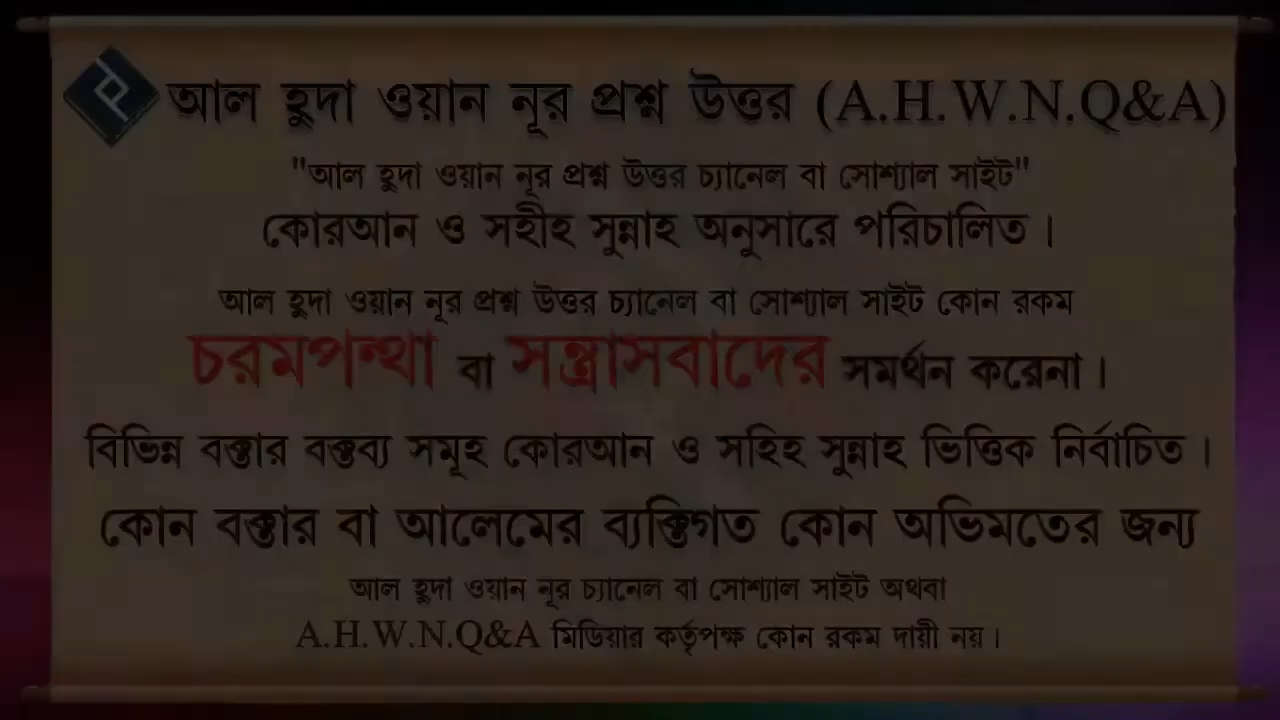 আল হুদা ওয়ান নূর প্রশ্ন উত্তর (A.H.W.N.Q&A)
"আল হুদা ওয়ান নূর প্রশ্ন উত্তর চ্যানেল বা সোশ্যাল সাইট"
কোরআন ও সহীহ সুন্নাহ অনুসারে পরিচালিত ।
আল হুদা ওয়ান নূর প্রশ্ন উত্তর চ্যানেল বা সোশ্যাল সাইট কোন রকম
চরমপন্থা বা সন্ত্রাসবাদের সমর্থন করেনা ।
বিভিন্ন বক্তার বক্তব্য সমূহ কোরআন ও সহিহ সুন্নাহ ভিত্তিক নির্বাচিত ।
কোন বক্তার বা আলেমের ব্যক্তিগত কোন অভিমতের জন্য
আল হুদা ওয়ান নূর চ্যানেল বা সোশ্যাল সাইট অথবা
A.H.W.N.Q&A মিডিয়ার কর্তৃপক্ষ কোন রকম দায়ী নয় ।